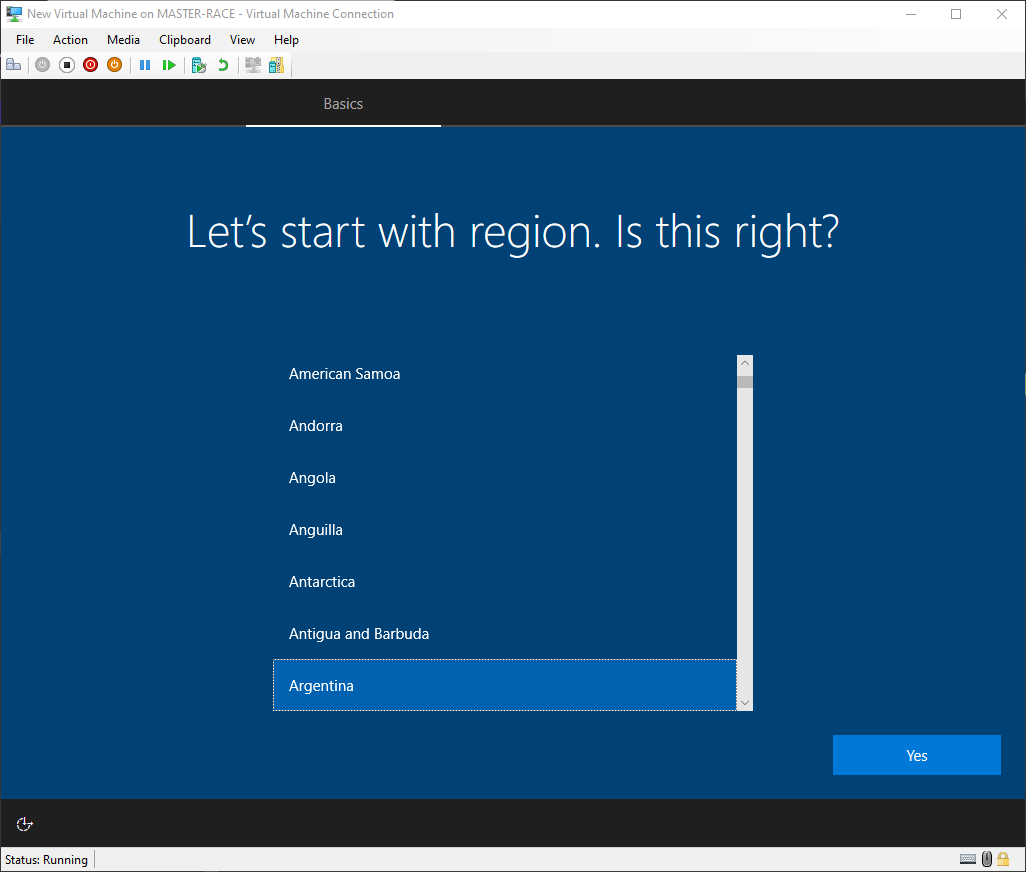 New Virtual Machine on MASTER-RACE - Virtual Machine Connection
File Action Media Clipboard View Help
Basics
Let’s start with region. Is this right?
American Samoa
Andorra
Angola
Anguilla
Antarctica
Antigua and Barbuda
Argentina
Yes
Status: Running